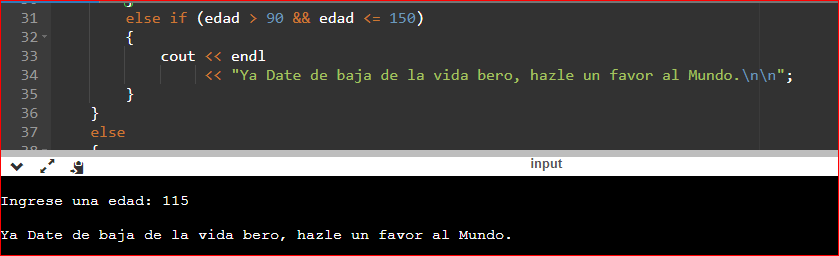 31 else if (edad > 90 && edad <= 150)
32 {
33 cout << endl
34 << "Ya Date de baja de la vida bero, hazle un favor al Mundo.\n\n";
35 }
36 }
37 else
input
Ingrese una edad: 115
Ya Date de baja de la vida bero, hazle un favor al Mundo.